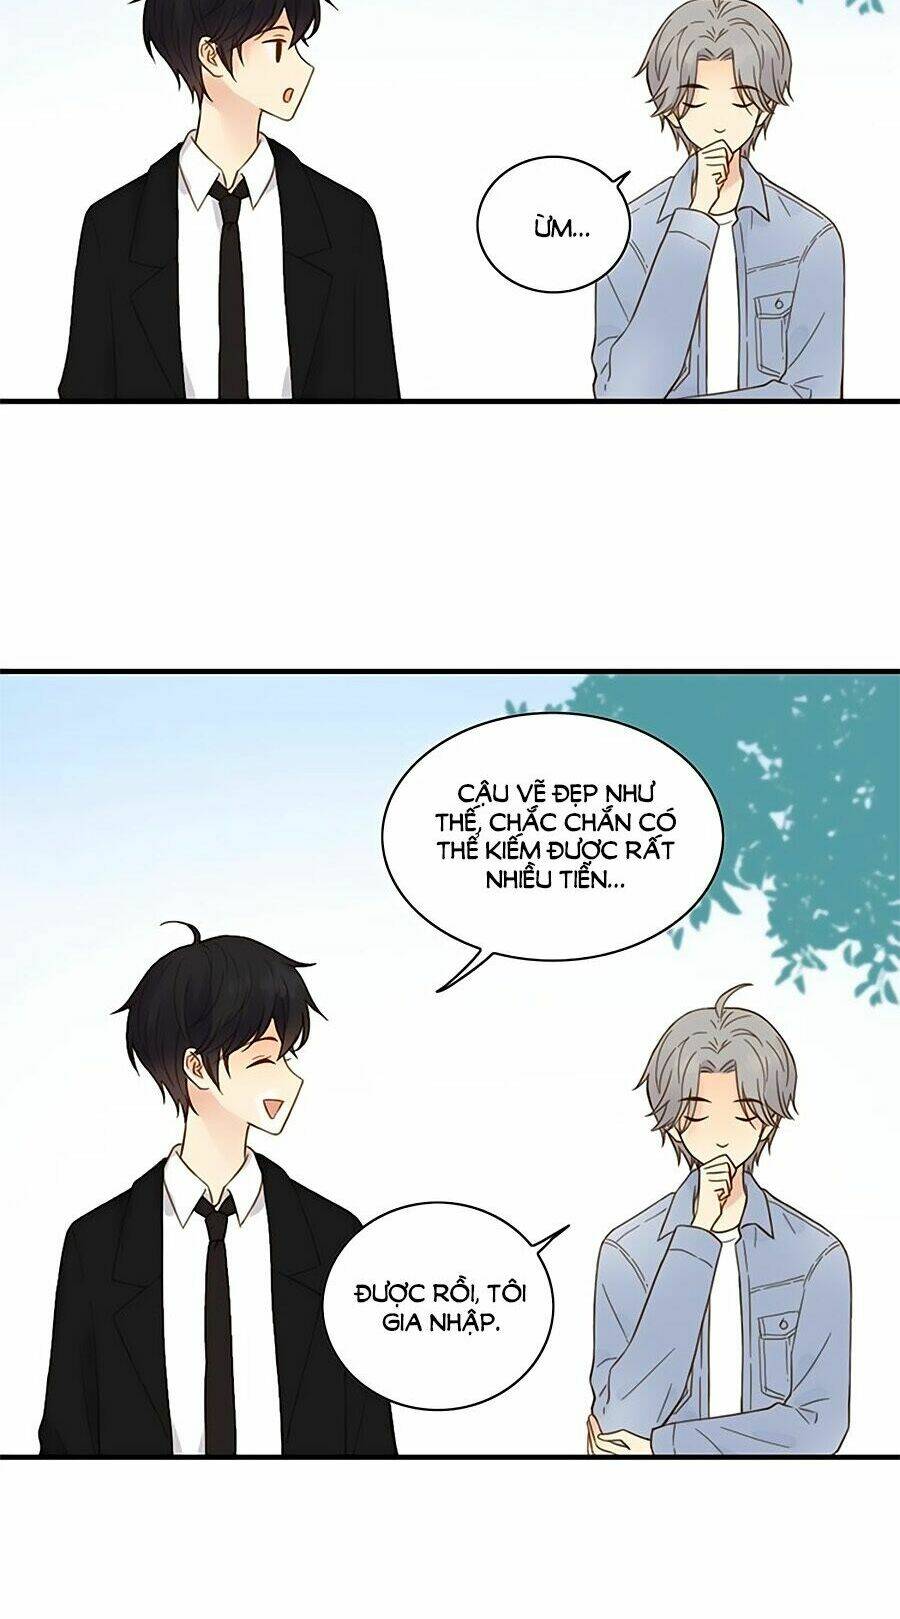 ỪM...
CẬU VẼ ĐẸP NHƯ
THẾ, CHẮC CHẮN CÓ
THỂ KIẾM ĐƯỢC RẤT
NHIỀU TIỀN...
ĐƯỢC RỒI, TÔI
GIA NHẬP.